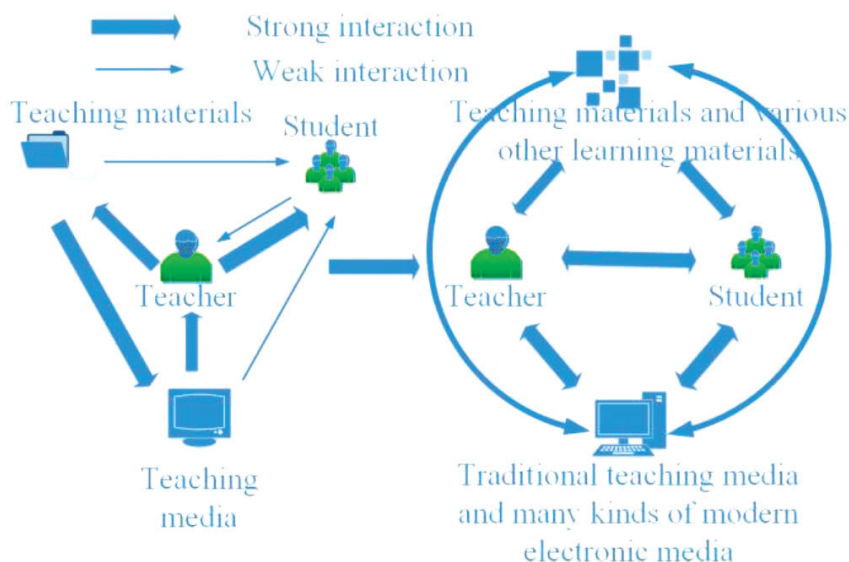 Strong interaction
Weak interaction
Teaching materials
Student
Teaching materials and various
other learning materials
Teacher
Teacher
Student
Teaching
media
Traditional teaching media
and many kinds of modern
electronic media